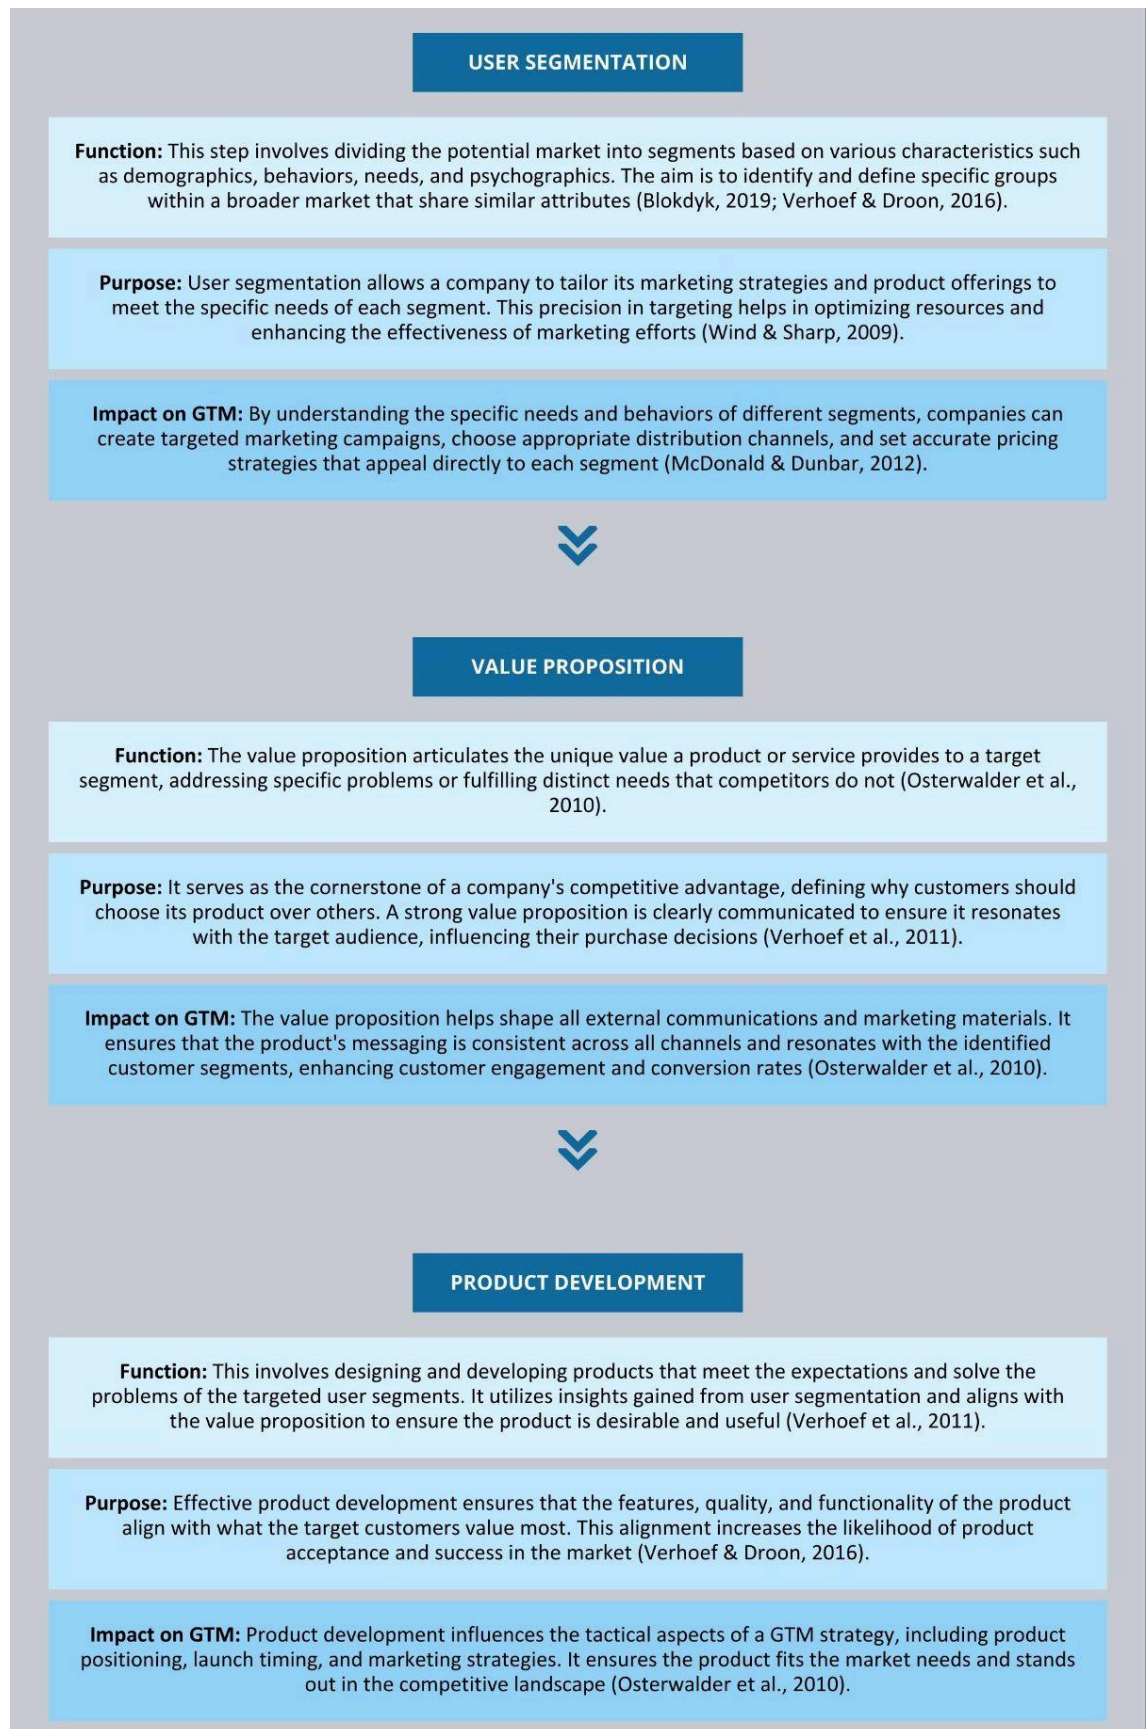 USER SEGMENTATION
Function: This step involves dividing the potential market into segments based on various characteristics such
as demographics, behaviors, needs, and psychographics. The aim is to identify and define specific groups
within a broader market that share similar attributes (Blokdyk, 2019; Verhoef & Droon, 2016).
Purpose: User segmentation allows a company to tailor its marketing strategies and product offerings to
meet the specific needs of each segment. This precision in targeting helps in optimizing resources and
enhancing the effectiveness of marketing efforts (Wind & Sharp, 2009).
Impact on GTM: By understanding the specific needs and behaviors of different segments, companies can
create targeted marketing campaigns, choose appropriate distribution channels, and set accurate pricing
strategies that appeal directly to each segment (McDonald & Dunbar, 2012).
VALUE PROPOSITION
Function: The value proposition articulates the unique value a product or service provides to a target
segment, addressing specific problems or fulfilling distinct needs that competitors do not (Osterwalder et al.,
2010).
Purpose: It serves as the cornerstone of a company's competitive advantage, defining why customers should
choose its product over others. A strong value proposition is clearly communicated to ensure it resonates
with the target audience, influencing their purchase decisions (Verhoef et al., 2011).
Impact on GTM: The value proposition helps shape all external communications and marketing materials. It
ensures that the product's messaging is consistent across all channels and resonates with the identified
customer segments, enhancing customer engagement and conversion rates (Osterwalder et al., 2010).
PRODUCT DEVELOPMENT
Function: This involves designing and developing products that meet the expectations and solve the
problems of the targeted user segments. It utilizes insights gained from user segmentation and aligns with
the value proposition to ensure the product is desirable and useful (Verhoef et al., 2011).
Purpose: Effective product development ensures that the features, quality, and functionality of the product
align with what the target customers value most. This alignment increases the likelihood of product
acceptance and success in the market (Verhoef & Droon, 2016).
Impact on GTM: Product development influences the tactical aspects of a GTM strategy, including product
positioning, launch timing, and marketing strategies. It ensures the product fits the market needs and stands
out in the competitive landscape (Osterwalder et al., 2010).